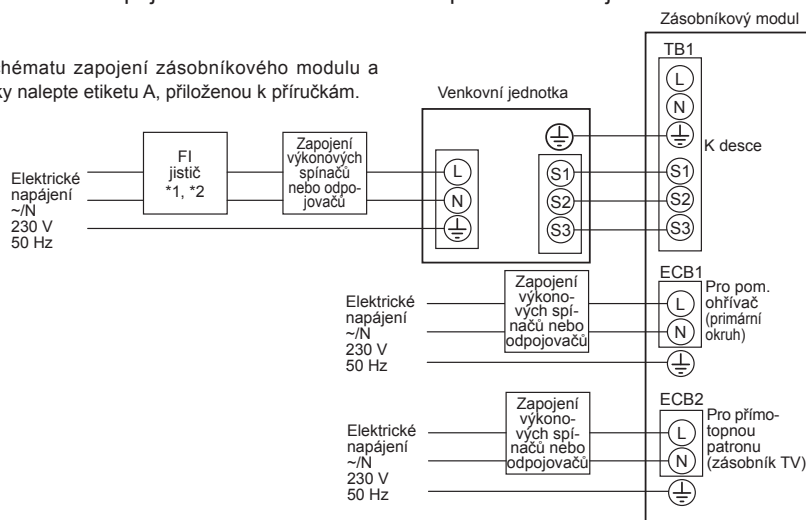 Zásobníkový modul
chématu zapojení zásobníkového modulu a
ky nalepte etiketu A, přiloženou k příručkám.
Venkovní jednotka
TB1
L
N
K desce
S1
S2
S3
Elektrické
napájení
~/N
230 V
50 Hz
FI
jistič
*1, *2
Zapojení
výkonových
spínačů
nebo odpo-
jovačů
L
N
S1
S2
S3
Elektrické
napájení
~/N
230 V
50 Hz
Zapojení
výkono-
vých spí-
načů nebo
odpojovačů
ECB1
L
N
Pro pom.
ohřívač
(primární
okruh)
Elektrické
napájení
~/N
230 V
50 Hz
Zapojení
výkono-
vých spí-
načů nebo
odpojovačů
ECB2
L
N
Pro přímo-
topnou
patronu
(zásobník TV)